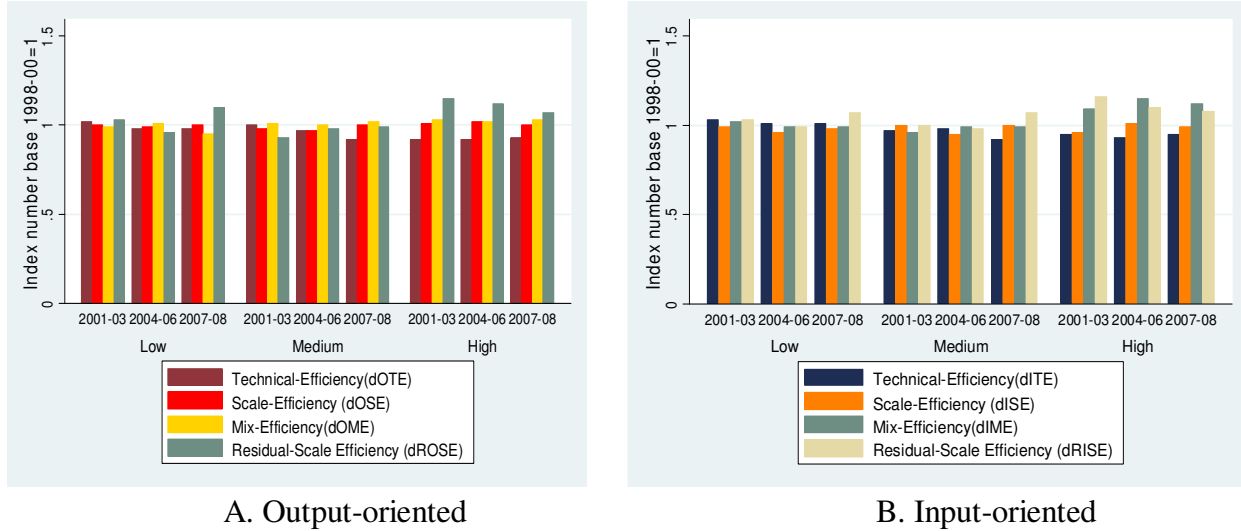 Index number base 1998-00=1
1.5
1
.5
0
2001-03 2004-06 2007-08 2001-03 2004-06 2007-08 2001-03 2004-06 2007-08
Low Medium High
Technical-Efficiency(dOTE)
Scale-Efficiency (dOSE)
Mix-Efficiency(dOME)
Residual-Scale Efficiency (dROSE)
A. Output-oriented
Index number base 1998-00=1
1.5
1
.5
0
2001-03 2004-06 2007-08 2001-03 2004-06 2007-08 2001-03 2004-06 2007-08
Low Medium High
Technical-Efficiency(dITE)
Scale-Efficiency (dISE)
Mix-Efficiency(dIME)
Residual-Scale Efficiency (dRISE)
B. Input-oriented